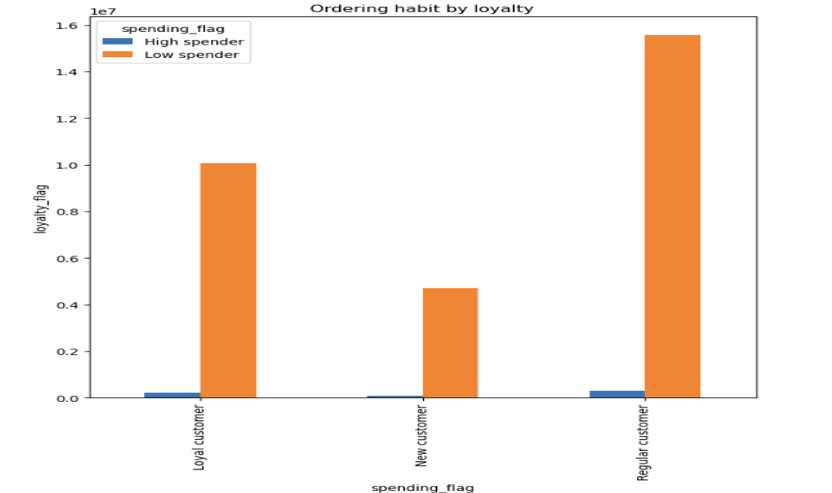 Ordering habit by loyalty
1e7
spending_flag
High spender
Low spender
1.6
1.4
1.2
1.0
0.8
0.6
0.4
0.2
0.0
loyalty_flag
Loyal customer
New customer
Regular customer
spending_flag